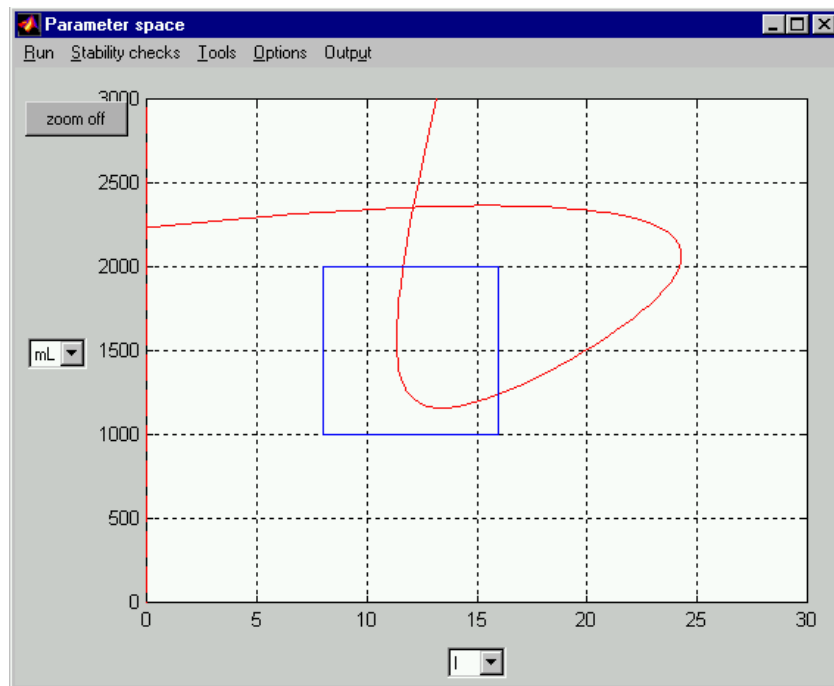 Parameter space
Run Stability checks Tools Options Output
zoom off
3000
2500
2000
mL
1500
1000
500
0
0 5 10 15 20 25 30
l